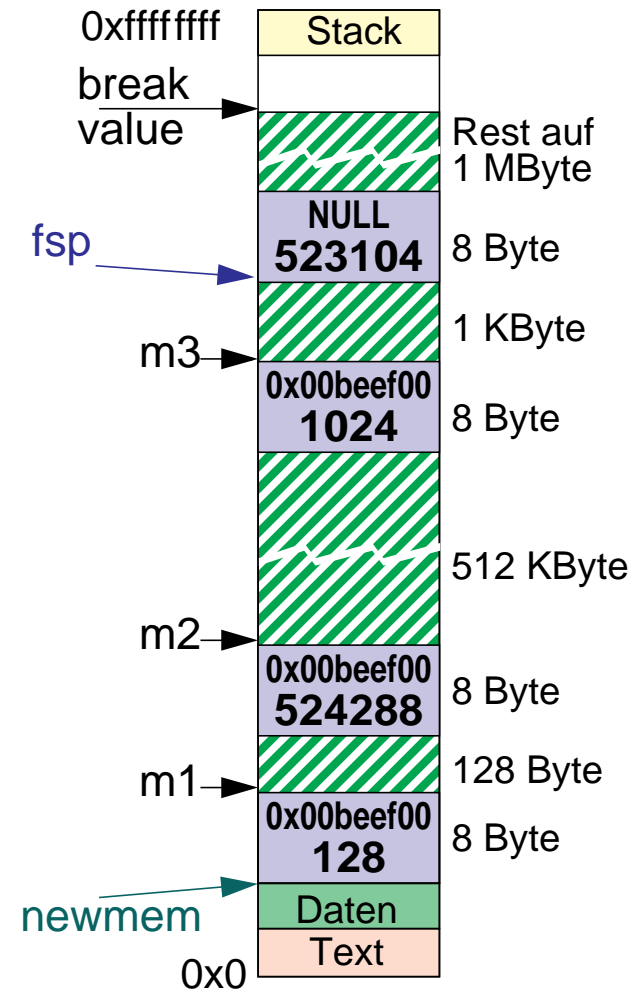 0xffffffff
Stack
break
value
Rest auf
1 MByte
NULL
523104
8 Byte
fsp
1 KByte
m3
0x00beef00
1024
8 Byte
512 KByte
m2
0x00beef00
524288
8 Byte
128 Byte
m1
0x00beef00
128
8 Byte
newmem
Daten
Text
0x0